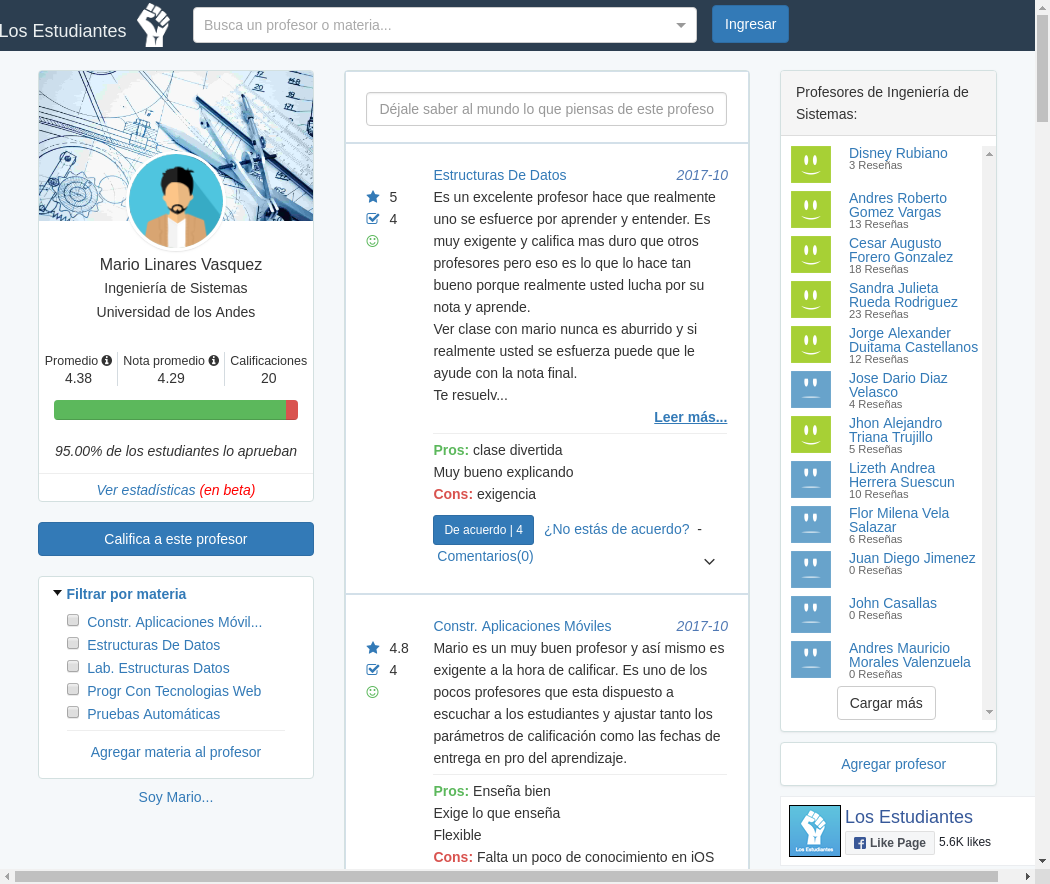 Los Estudiantes
Busca un profesor o materia...
Ingresar
Mario Linares Vasquez
Ingeniería de Sistemas
Universidad de los Andes
Promedio
4.38
Nota promedio
4.29
Calificaciones
20
95.00% de los estudiantes lo aprueban
Ver estadísticas (en beta)
Califica a este profesor
Filtrar por materia
Constr. Aplicaciones Móvil...
Estructuras De Datos
Lab. Estructuras Datos
Progr Con Tecnologias Web
Pruebas Automáticas
Agregar materia al profesor
Soy Mario...
Déjale saber al mundo lo que piensas de este profeso
Estructuras De Datos 2017-10
5
4
Es un excelente profesor hace que realmente
uno se esfuerce por aprender y entender. Es
muy exigente y califica mas duro que otros
profesores pero eso es lo que lo hace tan
bueno porque realmente usted lucha por su
nota y aprende.
Ver clase con mario nunca es aburrido y si
realmente usted se esfuerza puede que le
ayude con la nota final.
Te resuelv...
Leer más...
Pros: clase divertida
Muy bueno explicando
Cons: exigencia
De acuerdo | 4 ¿No estás de acuerdo? -
Comentarios(0)
Constr. Aplicaciones Móviles 2017-10
4.8
4
Mario es un muy buen profesor y así mismo es
exigente a la hora de calificar. Es uno de los
pocos profesores que esta dispuesto a
escuchar a los estudiantes y ajustar tanto los
parámetros de calificación como las fechas de
entrega en pro del aprendizaje.
Pros: Enseña bien
Exige lo que enseña
Flexible
Cons: Falta un poco de conocimiento en iOS
Profesores de Ingeniería de
Sistemas:
Disney Rubiano
3 Reseñas
Andres Roberto
Gomez Vargas
13 Reseñas
Cesar Augusto
Forero Gonzalez
18 Reseñas
Sandra Julieta
Rueda Rodriguez
23 Reseñas
Jorge Alexander
Duitama Castellanos
12 Reseñas
Jose Dario Diaz
Velasco
4 Reseñas
Jhon Alejandro
Triana Trujillo
5 Reseñas
Lizeth Andrea
Herrera Suescun
10 Reseñas
Flor Milena Vela
Salazar
6 Reseñas
Juan Diego Jimenez
0 Reseñas
John Casallas
0 Reseñas
Andres Mauricio
Morales Valenzuela
0 Reseñas
Cargar más
Agregar profesor
Los Estudiantes
Los Estudiantes
Like Page 5.6K likes